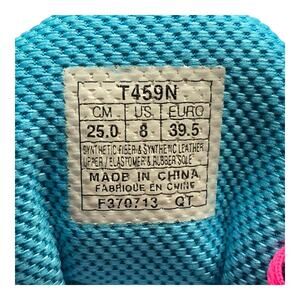 T459N
CM US EURO
25.0 8 39.5
SYNTHETIC FIBER & SYNTHETIC LEATHER
UPPER / ELASTOMER & RUBBER SOLE
MADE IN CHINA
FABRIQUE EN CHINE
F370713 QT